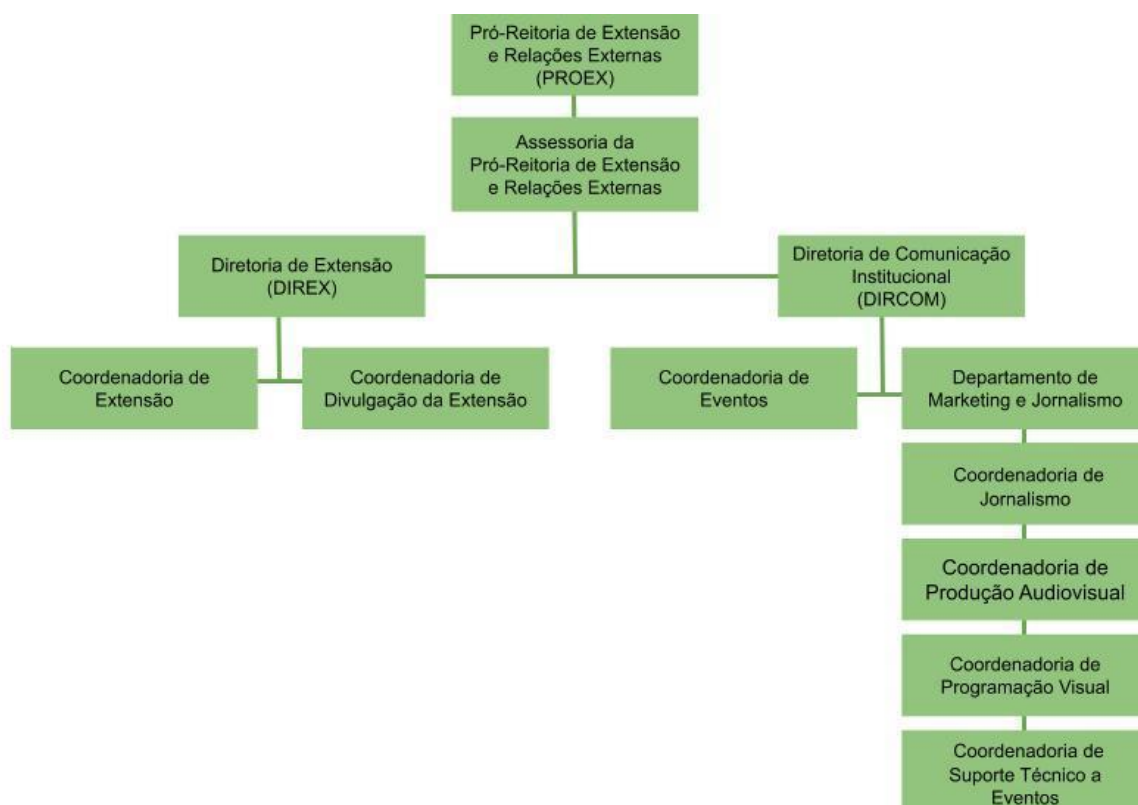 Pró-Reitoria de Extensão
e Relações Externas
(PROEX)
Assessoria da
Pró-Reitoria de Extensão
e Relações Externas
Diretoria de Extensão
(DIREX)
Diretoria de Comunicação
Institucional
(DIRCOM)
Coordenadoria de
Extensão
Coordenadoria de
Divulgação da Extensão
Coordenadoria de
Eventos
Departamento de
Marketing e Jornalismo
Coordenadoria de
Jornalismo
Coordenadoria de
Produção Audiovisual
Coordenadoria de
Programação Visual
Coordenadoria de
Suporte Técnico a
Eventos